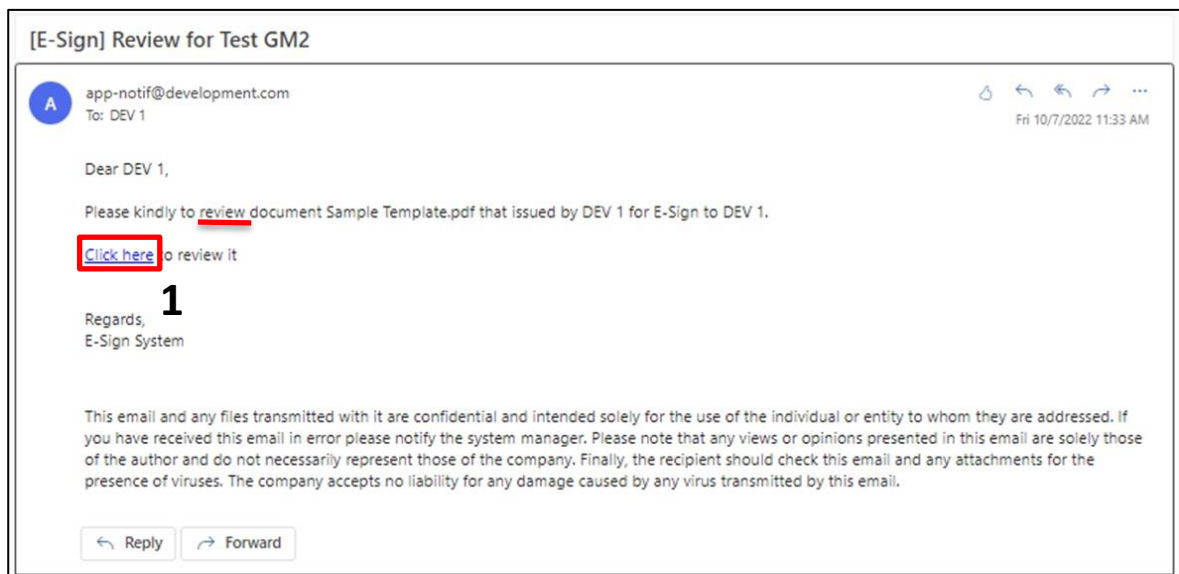 [E-Sign] Review for Test GM2
A
app-notif@development.com
To: DEV 1
Fri 10/7/2022 11:33 AM
Dear DEV 1,
Please kindly to review document Sample Template.pdf that issued by DEV 1 for E-Sign to DEV 1.
Click here to review it
1
Regards,
E-Sign System
This email and any files transmitted with it are confidential and intended solely for the use of the individual or entity to whom they are addressed. If
you have received this email in error please notify the system manager. Please note that any views or opinions presented in this email are solely those
of the author and do not necessarily represent those of the company. Finally, the recipient should check this email and any attachments for the
presence of viruses. The company accepts no liability for any damage caused by any virus transmitted by this email.
Reply
Forward